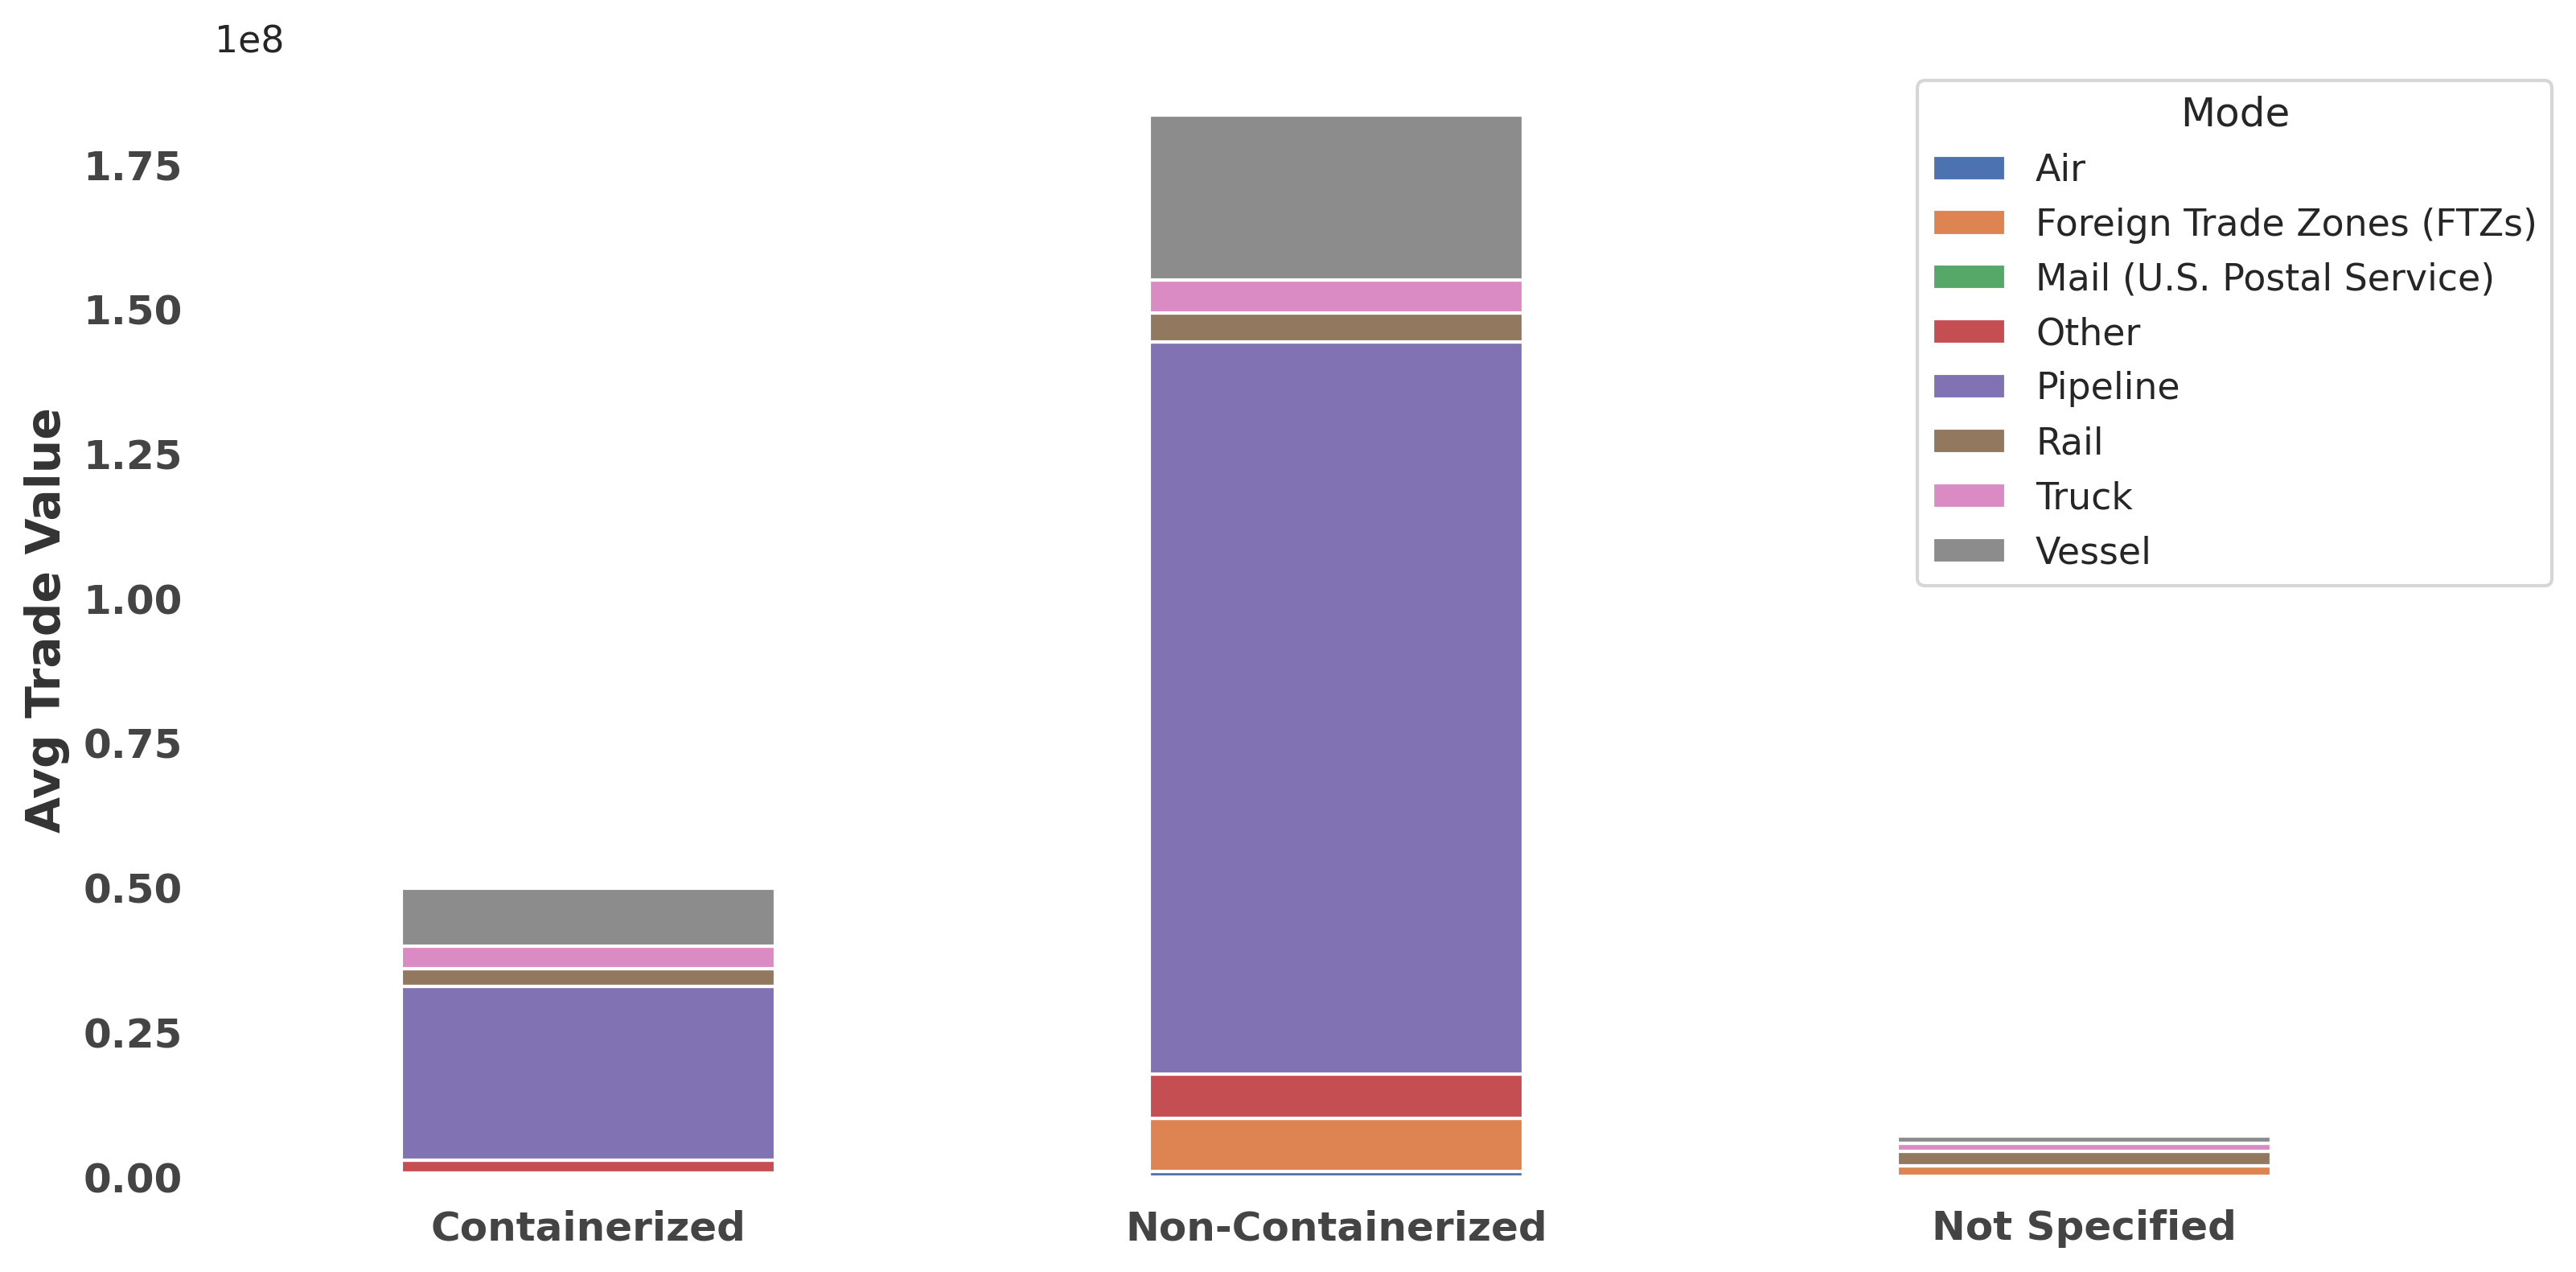 1e8
Avg Trade Value
1.75
1.50
1.25
1.00
0.75
0.50
0.25
0.00
Containerized
Non-Containerized
Not Specified
Mode
Air
Foreign Trade Zones (FTZs)
Mail (U.S. Postal Service)
Other
Pipeline
Rail
Truck
Vessel